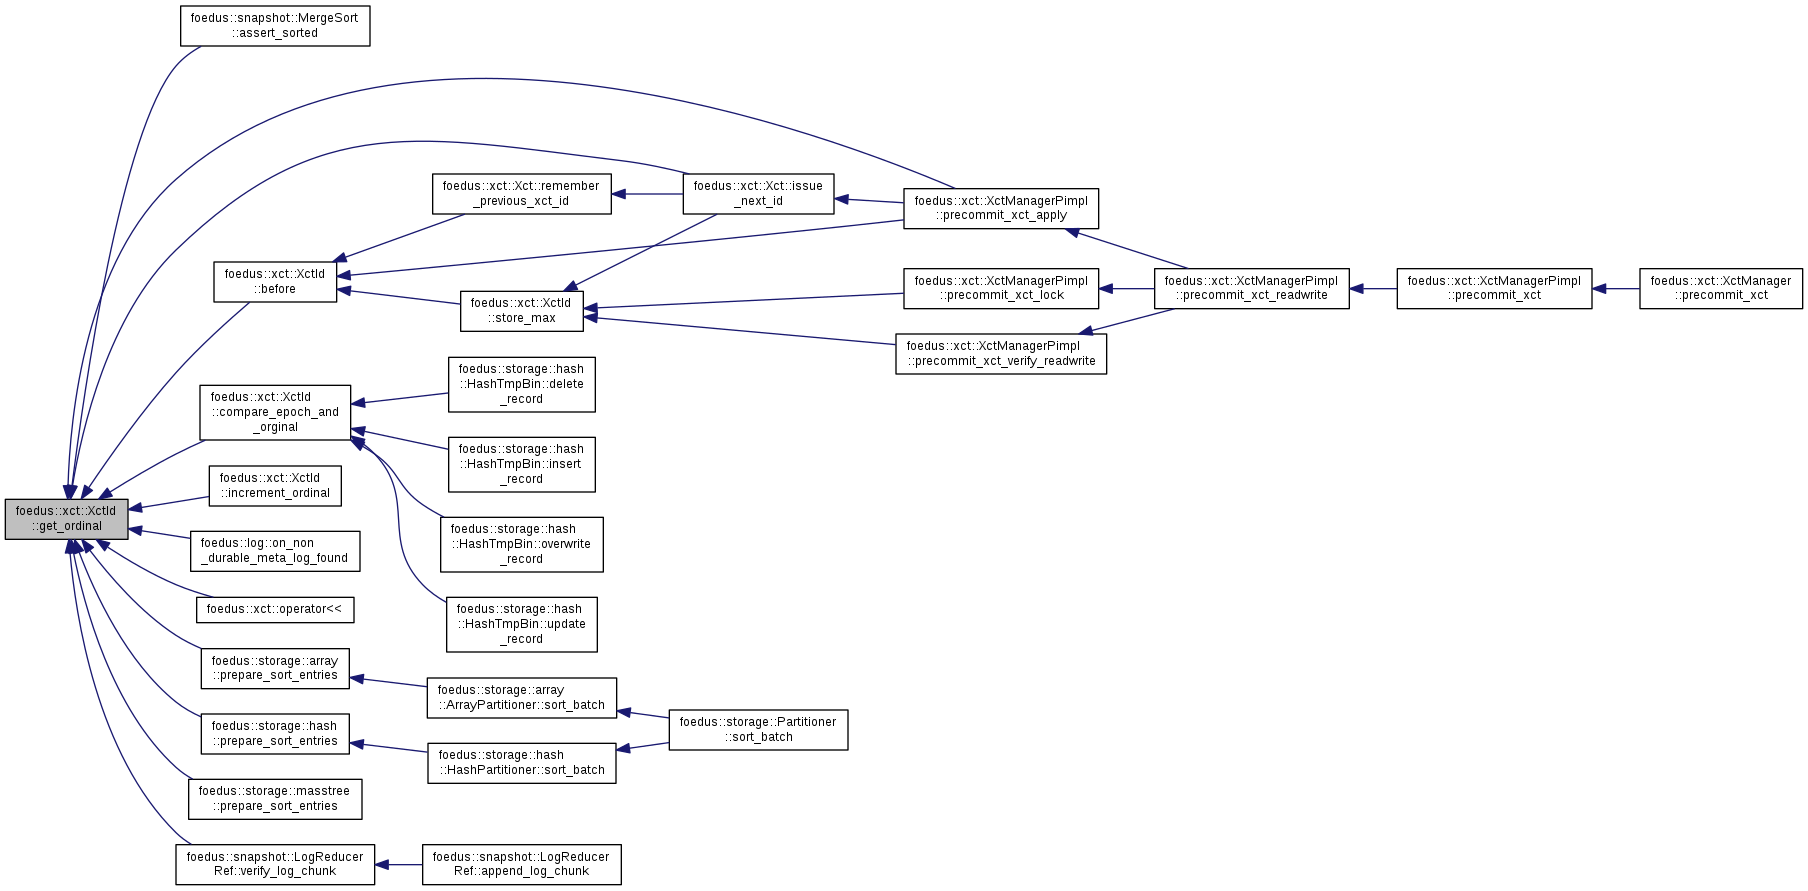 foedus::snapshot::MergeSort
::assert_sorted
foedus::xct::Xct::remember
_previous_xct_id
foedus::xct::Xct::issue
_next_id
foedus::xct::XctManagerPimpl
::precommit_xct_apply
foedus::xct::XctId
::before
foedus::xct::XctId
::store_max
foedus::xct::XctManagerPimpl
::precommit_xct_lock
foedus::xct::XctManagerPimpl
::precommit_xct_readwrite
foedus::xct::XctManagerPimpl
::precommit_xct
foedus::xct::XctManager
::precommit_xct
foedus::xct::XctManagerPimpl
::precommit_xct_verify_readwrite
foedus::xct::XctId
::compare_epoch_and
_orginal
foedus::storage::hash
::HashTmpBin::delete
_record
foedus::storage::hash
::HashTmpBin::insert
_record
foedus::xct::XctId
::increment_ordinal
foedus::xct::XctId
::get_ordinal
foedus::storage::hash
::HashTmpBin::overwrite
_record
foedus::log::on_non
_durable_meta_log_found
foedus::xct::operator<<
foedus::storage::hash
::HashTmpBin::update
_record
foedus::storage::array
::prepare_sort_entries
foedus::storage::array
::ArrayPartitioner::sort_batch
foedus::storage::Partitioner
::sort_batch
foedus::storage::hash
::prepare_sort_entries
foedus::storage::hash
::HashPartitioner::sort_batch
foedus::storage::masstree
::prepare_sort_entries
foedus::snapshot::LogReducer
Ref::verify_log_chunk
foedus::snapshot::LogReducer
Ref::append_log_chunk